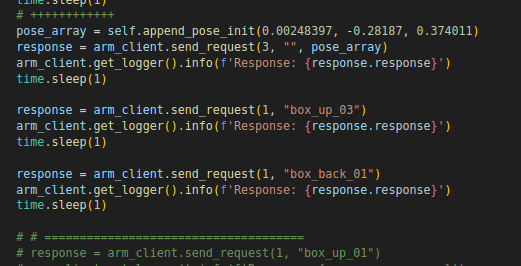 time.sleep(1)
# ++++++++++++
pose_array = self.append_pose_init(0.00248397, -0.28187, 0.374011)
response = arm_client.send_request(3, "", pose_array)
arm_client.get_logger().info(f'Response: {response.response}')
time.sleep(1)
response = arm_client.send_request(1, "box_up_03")
arm_client.get_logger().info(f'Response: {response.response}')
time.sleep(1)
response = arm_client.send_request(1, "box_back_01")
arm_client.get_logger().info(f'Response: {response.response}')
time.sleep(1)
# # =====================================
# response = arm_client.send_request(1, "box_up_01")